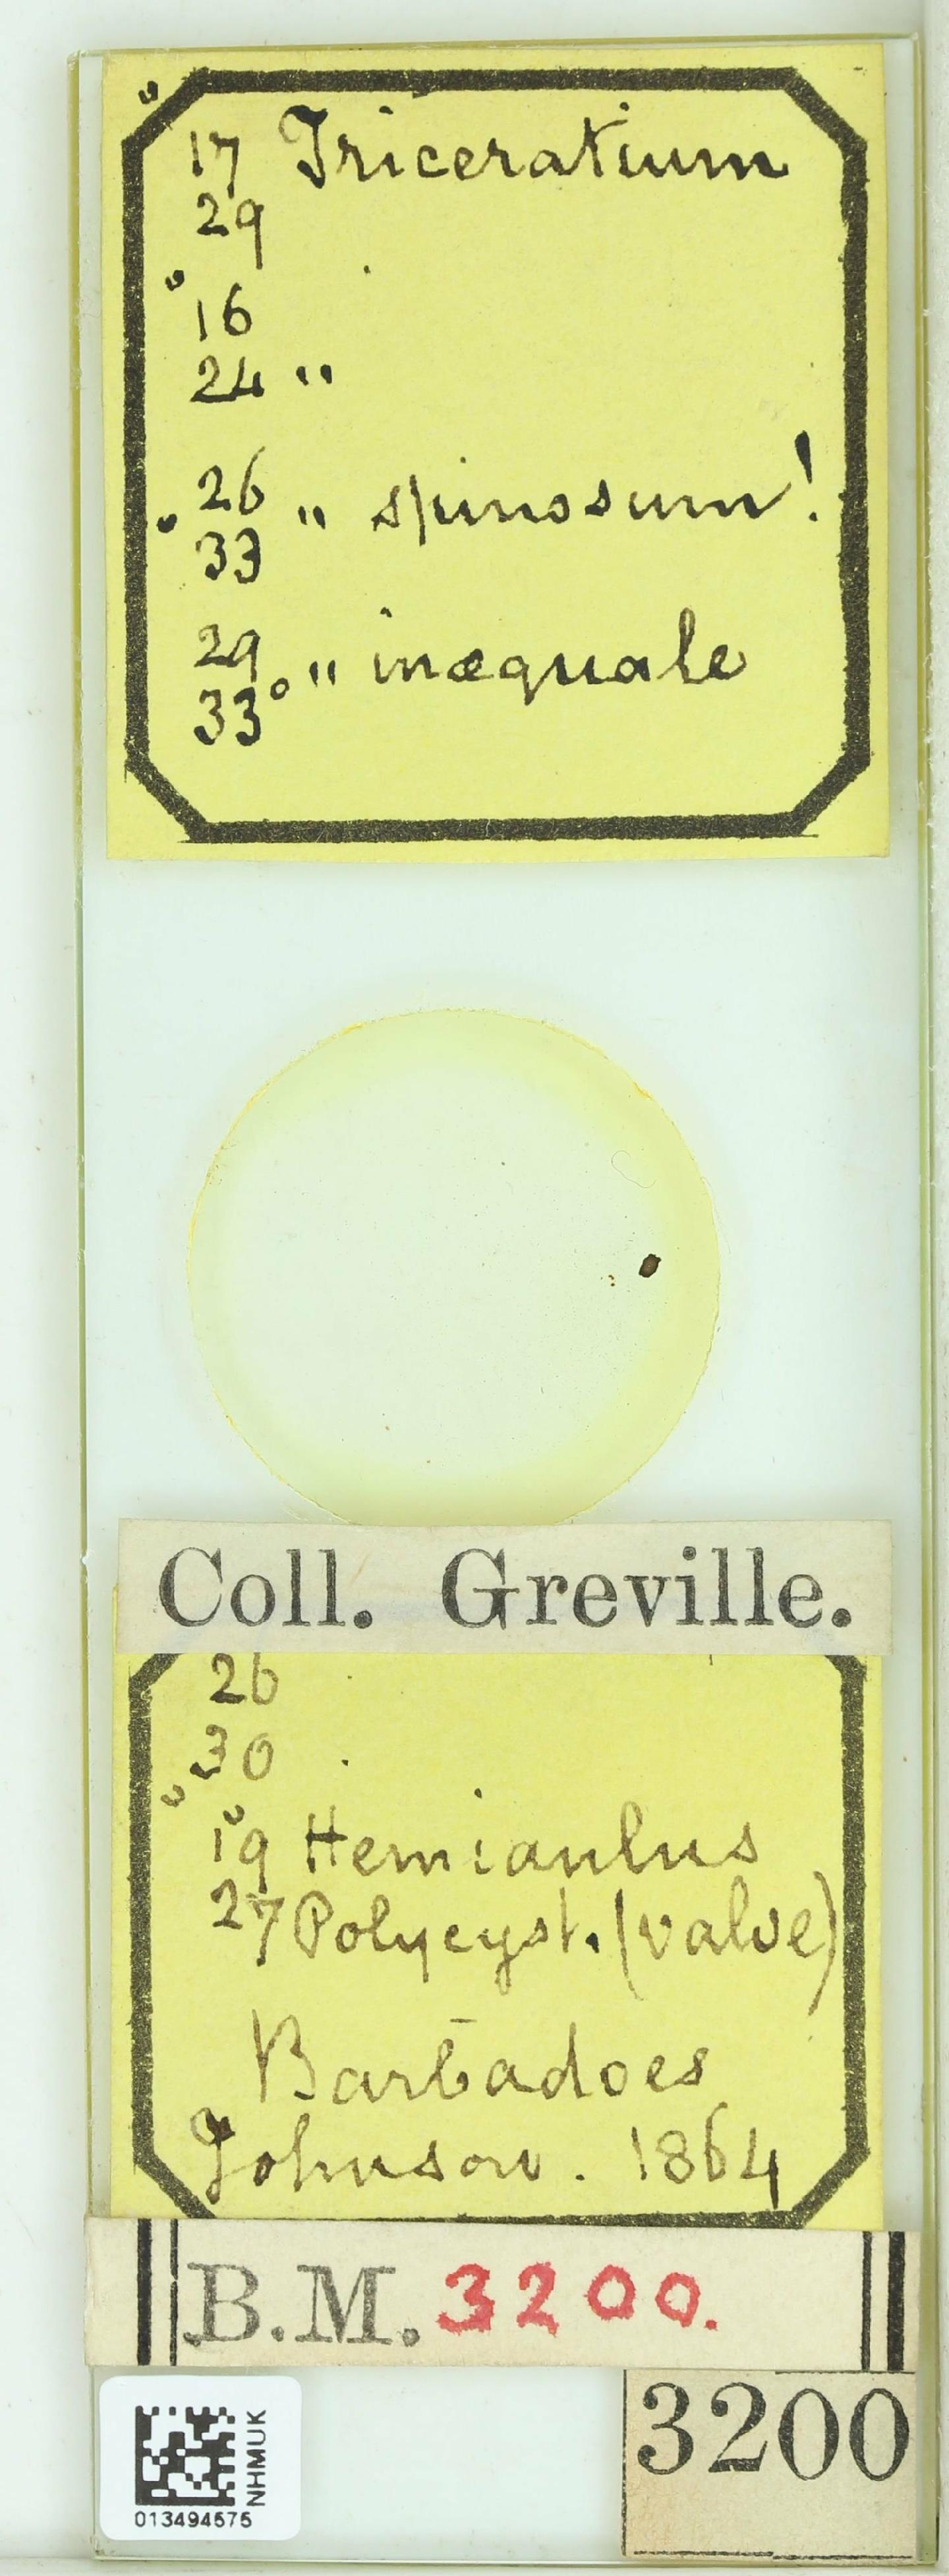 17 Triceratium
29
16
24 "
26
" spinosum!
33
29
" inæquale
33°
Coll. Greville.
26
30
19 Hemiaulus
27 Polycyst. (valve)
Barbadoes
Johnson. 1864
B.M. 3200.
3200
NHMUK
013494575